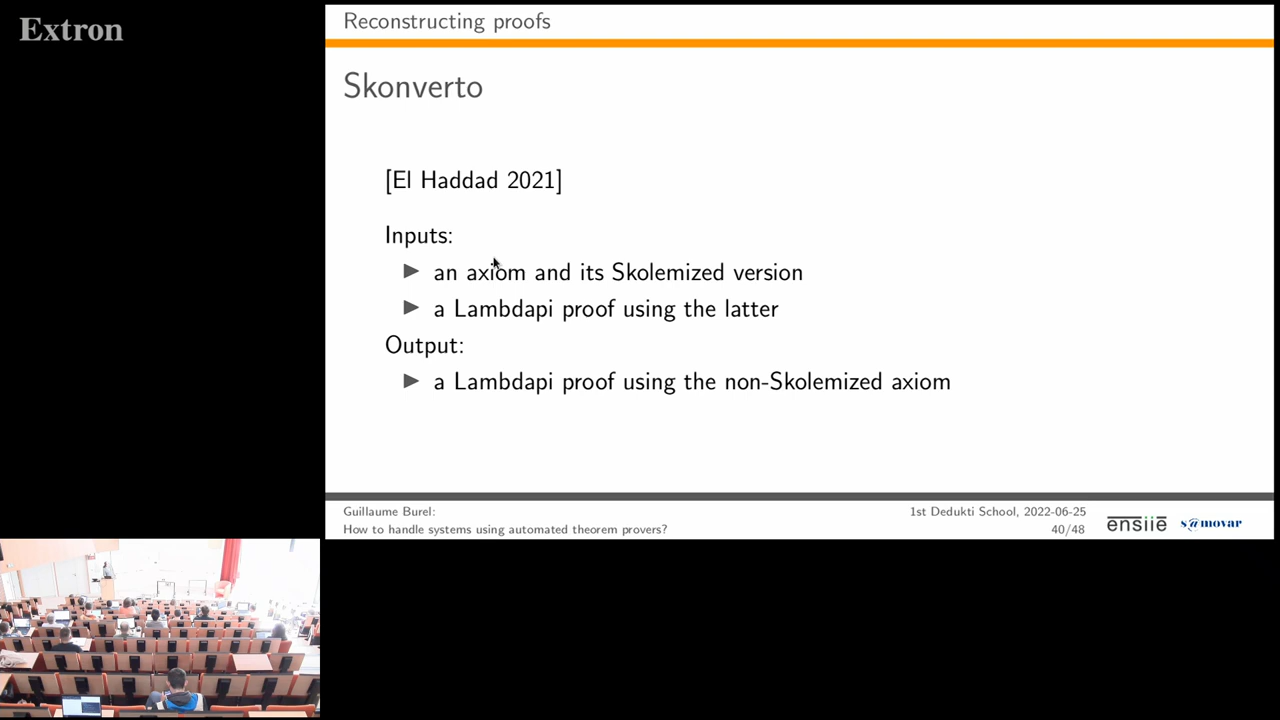 Extron
Reconstructing proofs
Skonverto
[El Haddad 2021]
Inputs:
▶ an axiom and its Skolemized version
▶ a Lambdapi proof using the latter
Output:
▶ a Lambdapi proof using the non-Skolemized axiom
Guillaume Burel:
How to handle systems using automated theorem provers?
1st Dedukti School, 2022-06-25
40/48
ensiie
s@movar